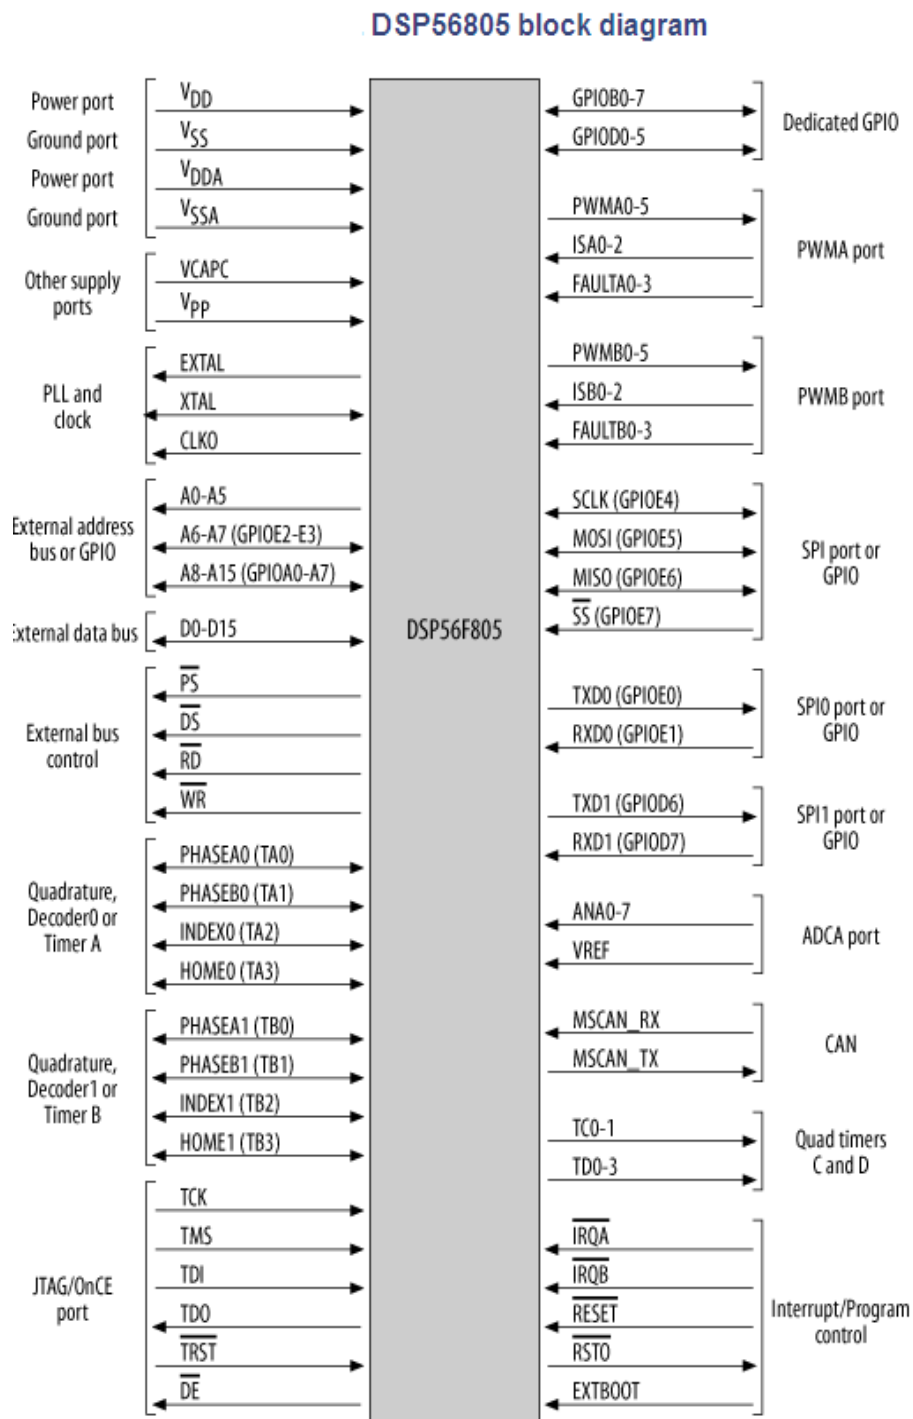 DSP56805 block diagram
Power port
VDD
Ground port
VSS
Power port
VDDA
Ground port
VSSA
Other supply
ports
VCAPC
VPP
PLL and
clock
EXTAL
XTAL
CLKO
External address
bus or GPIO
A0-A5
A6-A7 (GPIOE2-E3)
A8-A15 (GPIOA0-A7)
External data bus
D0-D15
External bus
control
PS
DS
RD
WR
Quadrature,
Decoder0 or
Timer A
PHASEA0 (TA0)
PHASEB0 (TA1)
INDEX0 (TA2)
HOME0 (TA3)
Quadrature,
Decoder1 or
Timer B
PHASEA1 (TB0)
PHASEB1 (TB1)
INDEX1 (TB2)
HOME1 (TB3)
JTAG/OnCE
port
TCK
TMS
TDI
TDO
TRST
DE
DSP56F805
GPIOB0-7
GPIOD0-5
Dedicated GPIO
PWMA0-5
ISA0-2
FAULTA0-3
PWMA port
PWMB0-5
ISB0-2
FAULTB0-3
PWMB port
SCLK (GPIOE4)
MOSI (GPIOE5)
MISO (GPIOE6)
SS (GPIOE7)
SPI port or
GPIO
TXD0 (GPIOE0)
RXD0 (GPIOE1)
SPI0 port or
GPIO
TXD1 (GPIOD6)
RXD1 (GPIOD7)
SPI1 port or
GPIO
ANA0-7
VREF
ADCA port
MSCAN_RX
MSCAN_TX
CAN
TC0-1
TD0-3
Quad timers
C and D
IRQA
IRQB
RESET
RSTO
EXTBOOT
Interrupt/Program
control